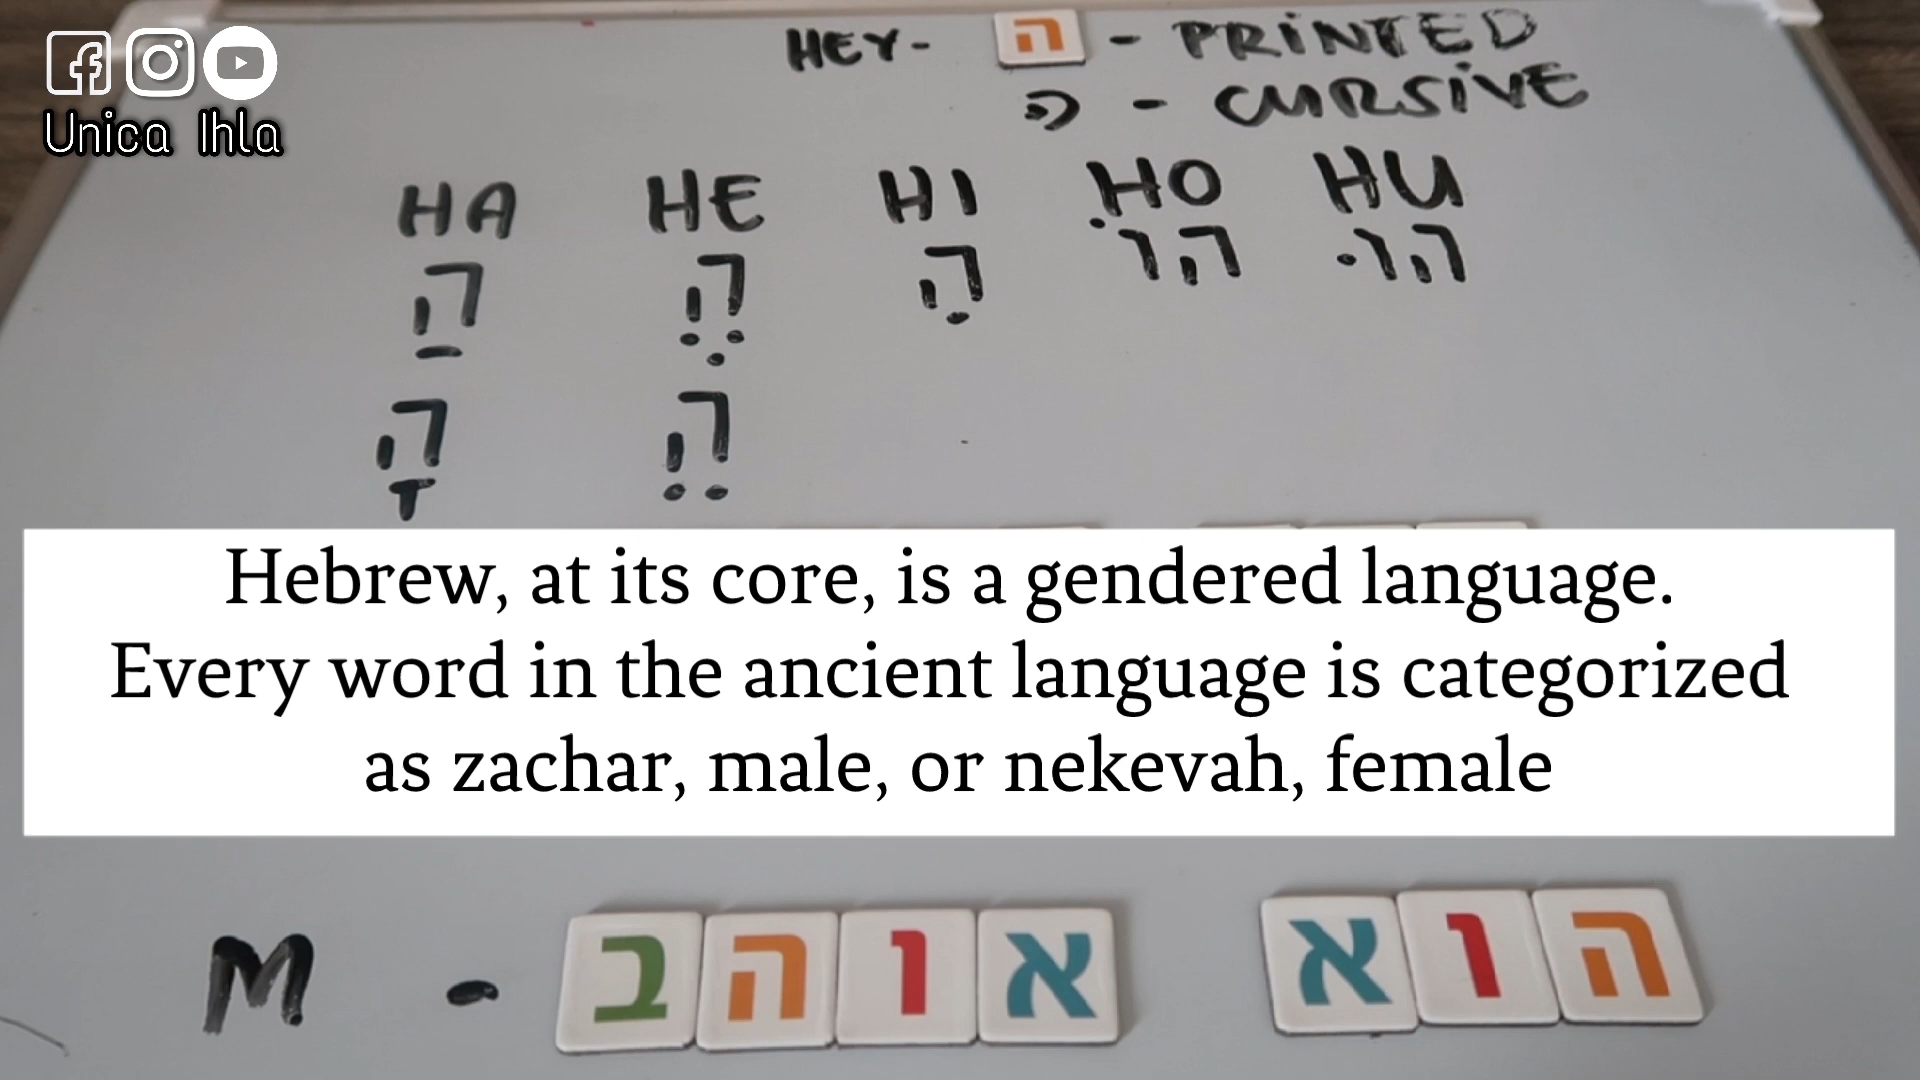 Unica Ihla
HEY- ה - PRINTED
ה - CURSIVE
HA HE HI HO HU
הַ הֶ הִ הוֹ הוּ
הָ הֵ
Hebrew, at its core, is a gendered language.
Every word in the ancient language is categorized
as zachar, male, or nekevah, female
M - הוא אוהב